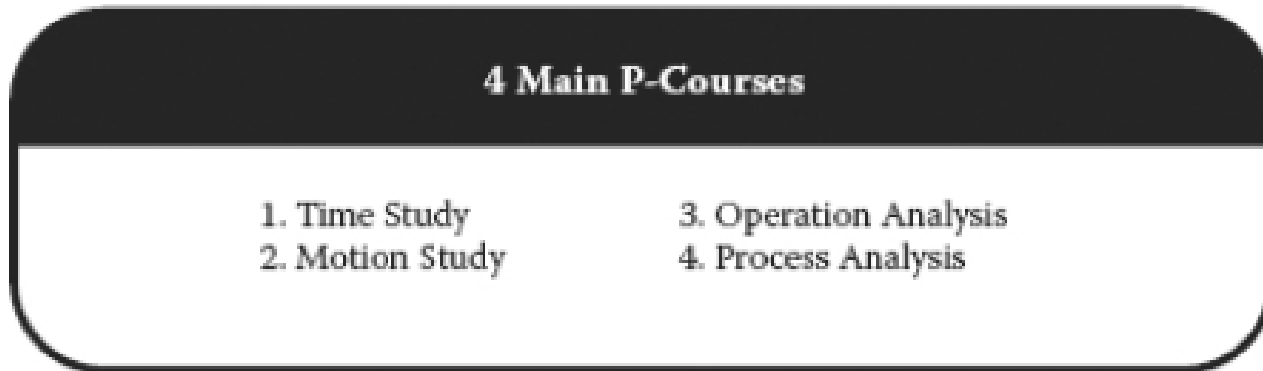 4 Main P-Courses
1. Time Study
2. Motion Study
3. Operation Analysis
4. Process Analysis